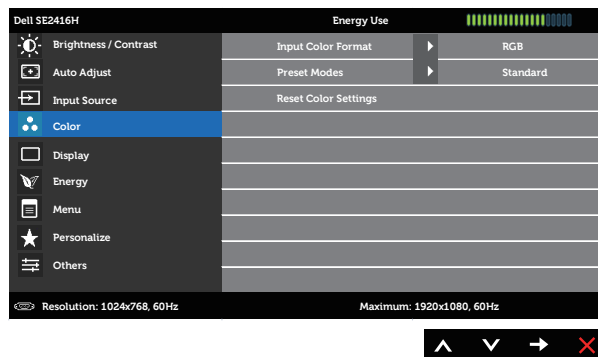 Dell SE2416H Energy Use
Brightness / Contrast Input Color Format RGB
Auto Adjust Preset Modes Standard
Input Source Reset Color Settings
Color
Display
Energy
Menu
Personalize
Others
Resolution: 1024x768, 60Hz Maximum: 1920x1080, 60Hz